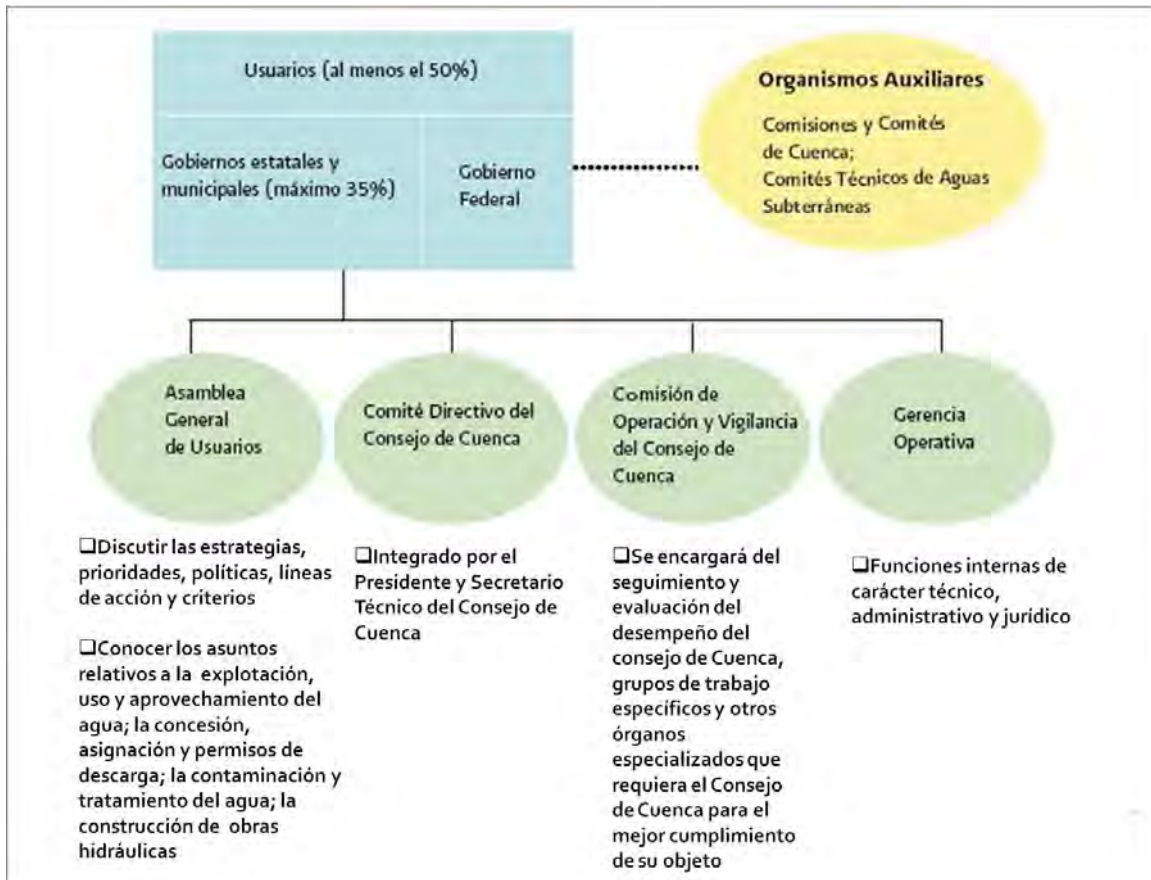 Usuarios (al menos el 50%)
Gobiernos estatales y
municipales (máximo 35%)
Gobierno
Federal
Organismos Auxiliares
Comisiones y Comités
de Cuenca;
Comités Técnicos de Aguas
Subterráneas
Asamblea
General
de Usuarios
Comité Directivo del
Consejo de Cuenca
Comisión de
Operación y Vigilancia
del Consejo de
Cuenca
Gerencia
Operativa
❑Discutir las estrategias,
prioridades, políticas, líneas
de acción y criterios
❑Conocer los asuntos
relativos a la explotación,
uso y aprovechamiento del
agua; la concesión,
asignación y permisos de
descarga; la contaminación y
tratamiento del agua; la
construcción de obras
hidráulicas
❑Integrado por el
Presidente y Secretario
Técnico del Consejo de
Cuenca
❑Se encargará del
seguimiento y
evaluación del
desempeño del
consejo de Cuenca,
grupos de trabajo
específicos y otros
órganos
especializados que
requiera el Consejo
de Cuenca para el
mejor cumplimiento
de su objeto
❑Funciones internas de
carácter técnico,
administrativo y jurídico